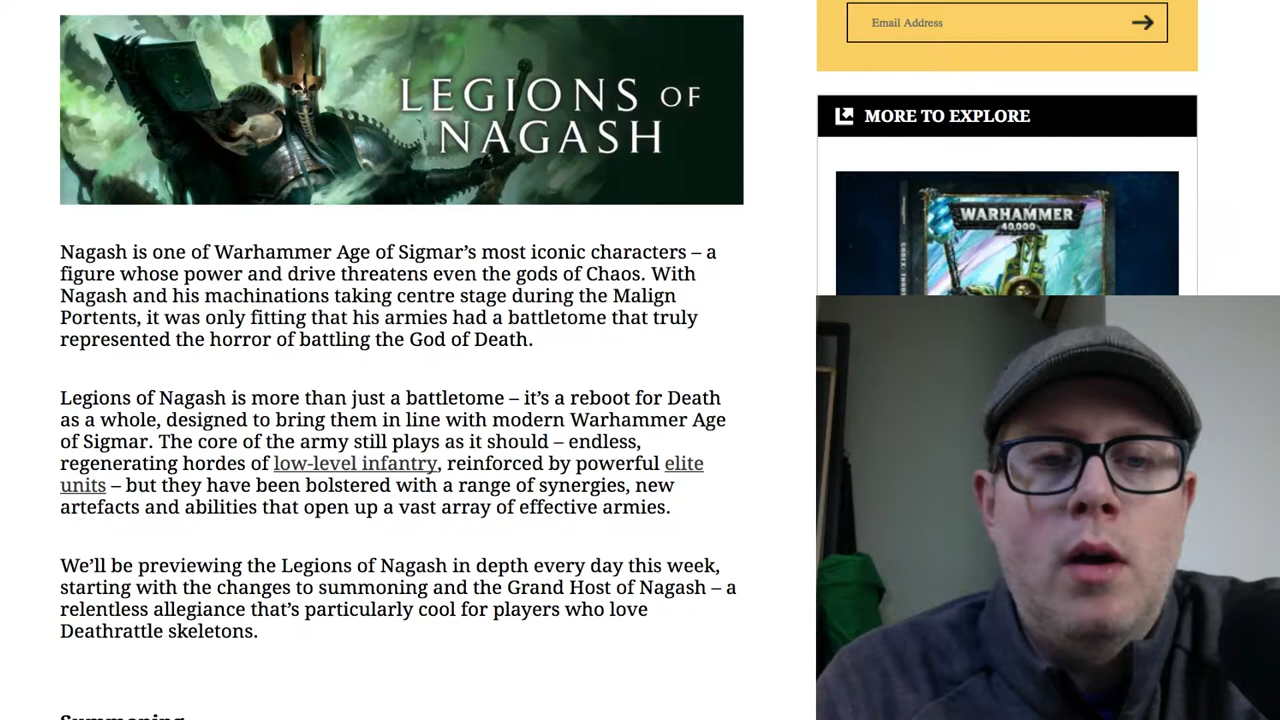 LEGIONS OF
NAGASH
Nagash is one of Warhammer Age of Sigmar’s most iconic characters – a
figure whose power and drive threatens even the gods of Chaos. With
Nagash and his machinations taking centre stage during the Malign
Portents, it was only fitting that his armies had a battletome that truly
represented the horror of battling the God of Death.
Legions of Nagash is more than just a battletome – it’s a reboot for Death
as a whole, designed to bring them in line with modern Warhammer Age
of Sigmar. The core of the army still plays as it should – endless,
regenerating hordes of low-level infantry, reinforced by powerful elite
units – but they have been bolstered with a range of synergies, new
artefacts and abilities that open up a vast array of effective armies.
We’ll be previewing the Legions of Nagash in depth every day this week,
starting with the changes to summoning and the Grand Host of Nagash – a
relentless allegiance that’s particularly cool for players who love
Deathrattle skeletons.
Summoning
Email Address
MORE TO EXPLORE
WARHAMMER
40,000